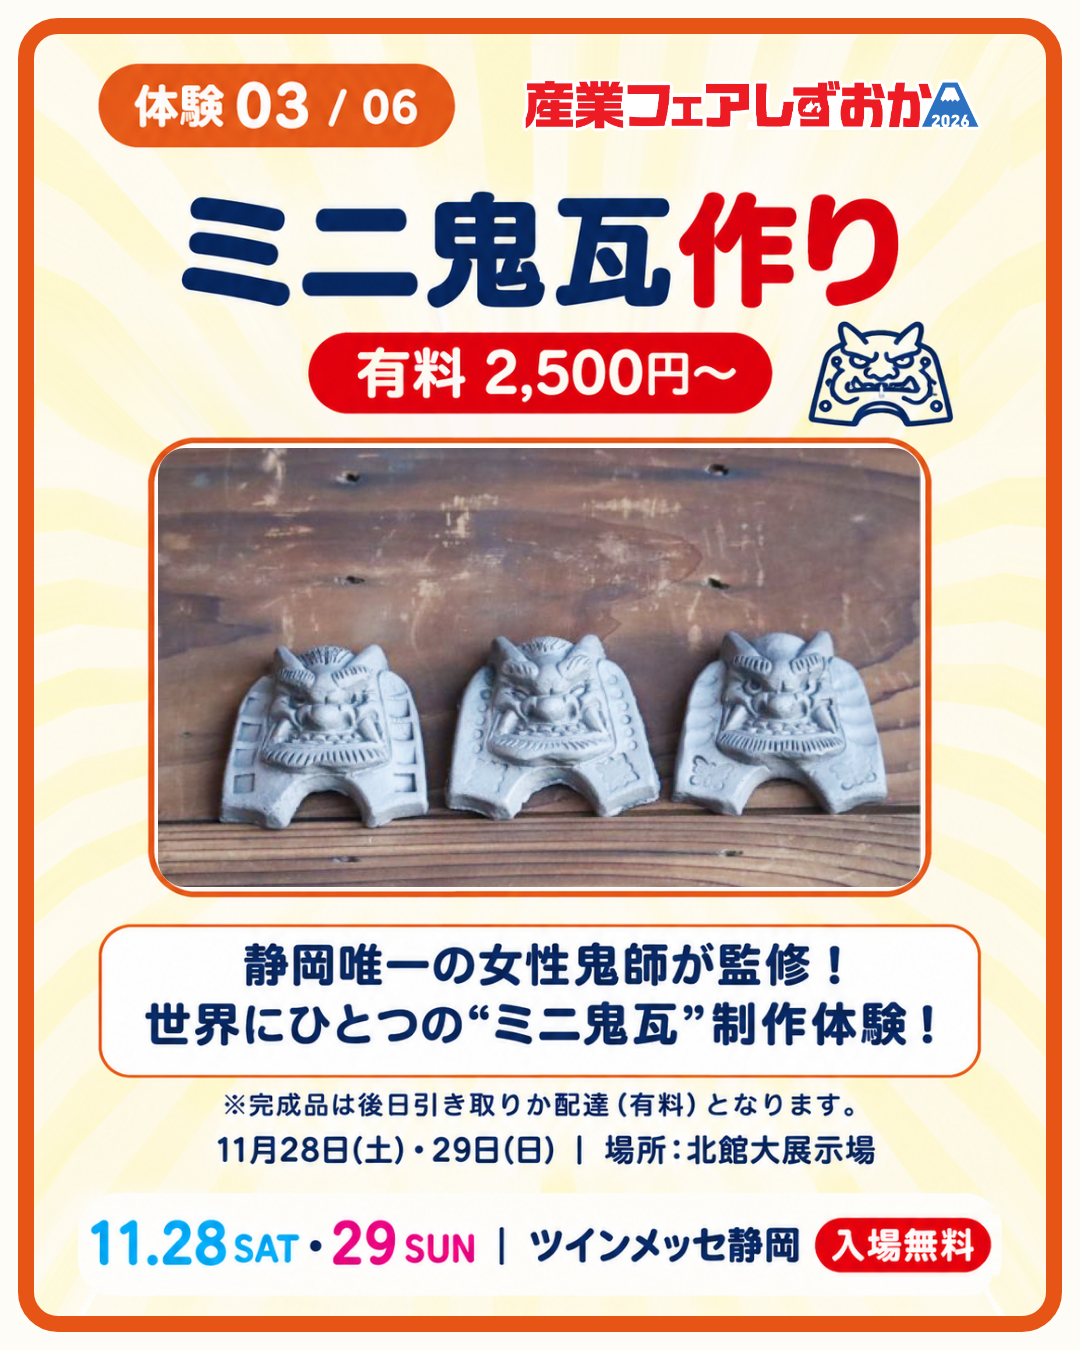 体験 03 / 06
産業フェアしずおか 2026
ミニ鬼瓦作り
有料 2,500円～
静岡唯一の女性鬼師が監修！
世界にひとつの“ミニ鬼瓦”制作体験！
※完成品は後日引き取りか配達（有料）となります。
11月28日(土)・29日(日) | 場所：北館大展示場
11.28 SAT・29 SUN | ツインメッセ静岡 入場無料